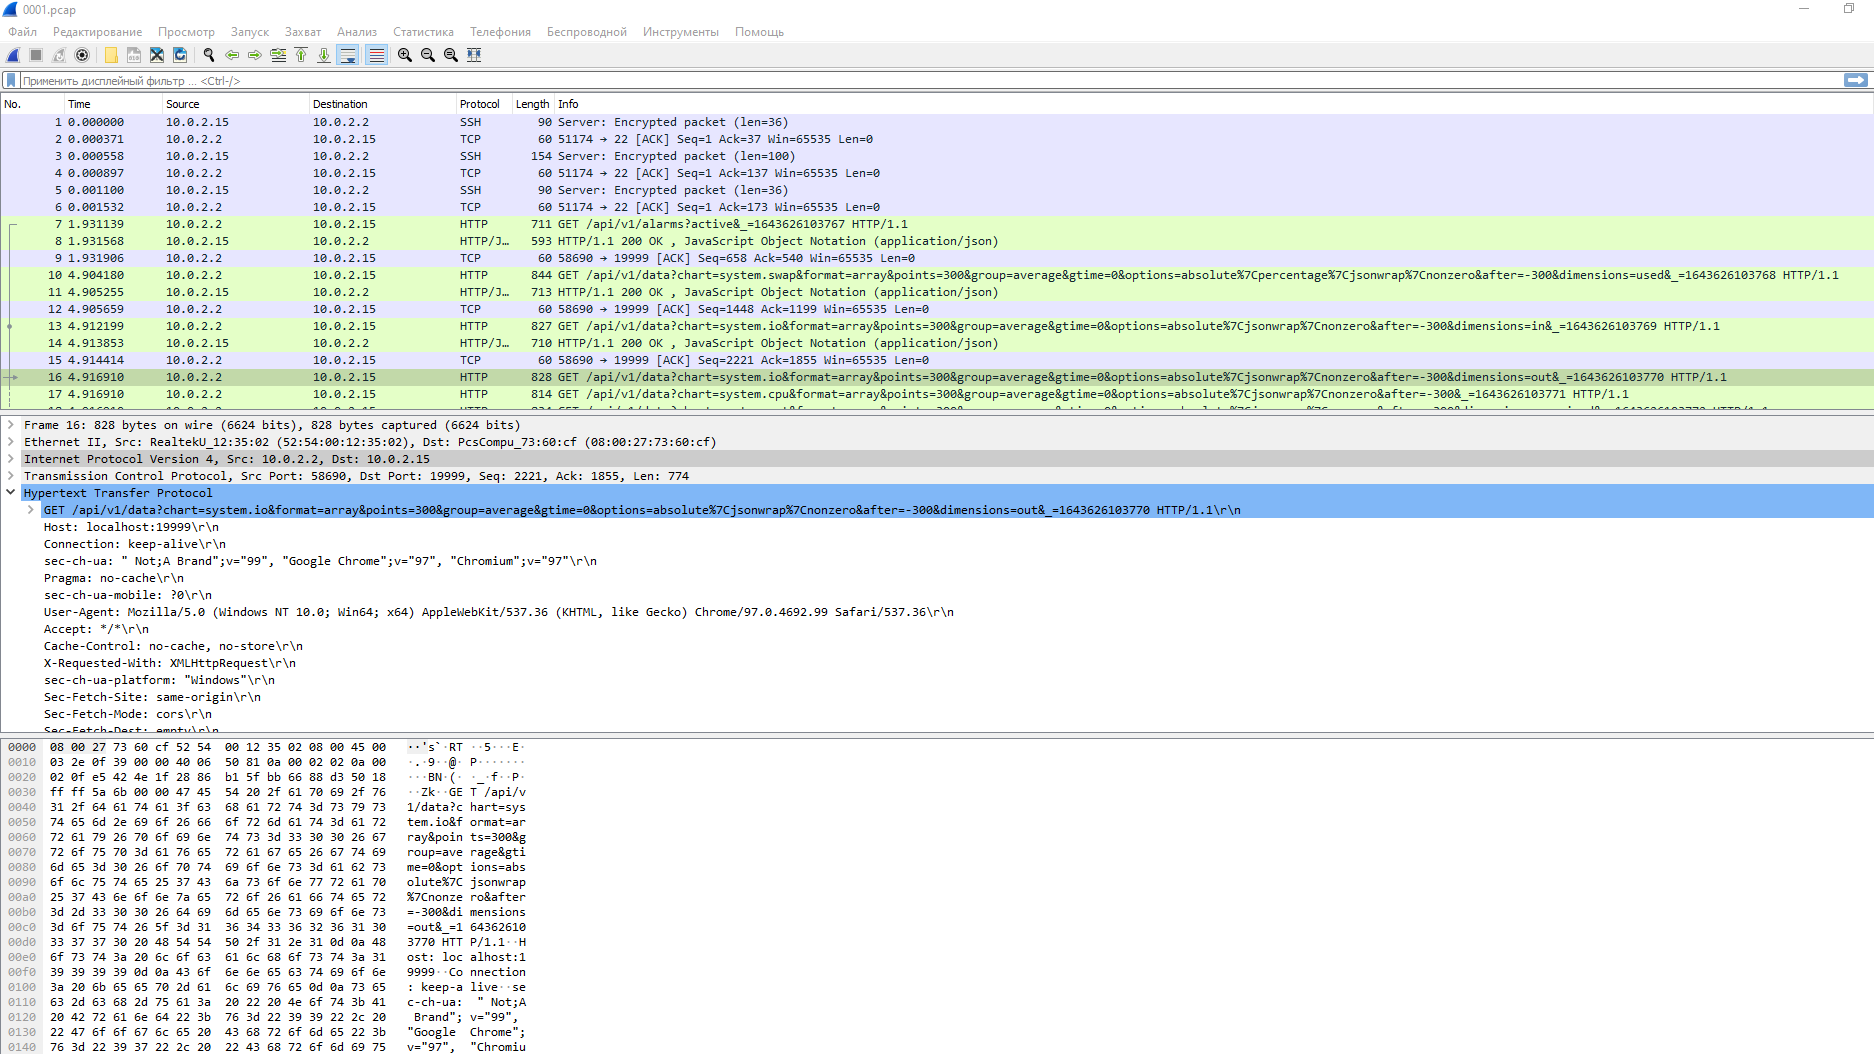 0001.pcap
Файл Редактирование Просмотр Запуск Захват Анализ Статистика Телефония Беспроводной Инструменты Помощь
Применить дисплейный фильтр ... <Ctrl-/>
No. Time Source Destination Protocol Length Info
1 0.000000 10.0.2.15 10.0.2.2 SSH 90 Server: Encrypted packet (len=36)
2 0.000371 10.0.2.2 10.0.2.15 TCP 60 51174 → 22 [ACK] Seq=1 Ack=37 Win=65535 Len=0
3 0.000558 10.0.2.15 10.0.2.2 SSH 154 Server: Encrypted packet (len=100)
4 0.000897 10.0.2.2 10.0.2.15 TCP 60 51174 → 22 [ACK] Seq=1 Ack=137 Win=65535 Len=0
5 0.001100 10.0.2.15 10.0.2.2 SSH 90 Server: Encrypted packet (len=36)
6 0.001532 10.0.2.2 10.0.2.15 TCP 60 51174 → 22 [ACK] Seq=1 Ack=173 Win=65535 Len=0
7 1.931139 10.0.2.2 10.0.2.15 HTTP 711 GET /api/v1/alarms?active&_=1643626103767 HTTP/1.1
8 1.931568 10.0.2.15 10.0.2.2 HTTP/J… 593 HTTP/1.1 200 OK , JavaScript Object Notation (application/json)
9 1.931906 10.0.2.2 10.0.2.15 TCP 60 58690 → 19999 [ACK] Seq=658 Ack=540 Win=65535 Len=0
10 4.904180 10.0.2.2 10.0.2.15 HTTP 844 GET /api/v1/data?chart=system.swap&format=array&points=300&group=average&gtime=0&options=absolute%7Cpercentage%7Cjsonwrap%7Cnonzero&after=-300&dimensions=used&_=1643626103768 HTTP/1.1
11 4.905255 10.0.2.15 10.0.2.2 HTTP/J… 713 HTTP/1.1 200 OK , JavaScript Object Notation (application/json)
12 4.905659 10.0.2.2 10.0.2.15 TCP 60 58690 → 19999 [ACK] Seq=1448 Ack=1199 Win=65535 Len=0
13 4.912199 10.0.2.2 10.0.2.15 HTTP 827 GET /api/v1/data?chart=system.io&format=array&points=300&group=average&gtime=0&options=absolute%7Cjsonwrap%7Cnonzero&after=-300&dimensions=in&_=1643626103769 HTTP/1.1
14 4.913853 10.0.2.15 10.0.2.2 HTTP/J… 710 HTTP/1.1 200 OK , JavaScript Object Notation (application/json)
15 4.914414 10.0.2.2 10.0.2.15 TCP 60 58690 → 19999 [ACK] Seq=2221 Ack=1855 Win=65535 Len=0
16 4.916910 10.0.2.2 10.0.2.15 HTTP 828 GET /api/v1/data?chart=system.io&format=array&points=300&group=average&gtime=0&options=absolute%7Cjsonwrap%7Cnonzero&after=-300&dimensions=out&_=1643626103770 HTTP/1.1
17 4.916910 10.0.2.2 10.0.2.15 HTTP 814 GET /api/v1/data?chart=system.cpu&format=array&points=300&group=average&gtime=0&options=absolute%7Cjsonwrap%7Cnonzero&after=-300&_=1643626103771 HTTP/1.1
Frame 16: 828 bytes on wire (6624 bits), 828 bytes captured (6624 bits)
Ethernet II, Src: RealtekU_12:35:02 (52:54:00:12:35:02), Dst: PcsCompu_73:60:cf (08:00:27:73:60:cf)
Internet Protocol Version 4, Src: 10.0.2.2, Dst: 10.0.2.15
Transmission Control Protocol, Src Port: 58690, Dst Port: 19999, Seq: 2221, Ack: 1855, Len: 774
Hypertext Transfer Protocol
GET /api/v1/data?chart=system.io&format=array&points=300&group=average&gtime=0&options=absolute%7Cjsonwrap%7Cnonzero&after=-300&dimensions=out&_=1643626103770 HTTP/1.1\r\n
Host: localhost:19999\r\n
Connection: keep-alive\r\n
sec-ch-ua: " Not;A Brand";v="99", "Google Chrome";v="97", "Chromium";v="97"\r\n
Pragma: no-cache\r\n
sec-ch-ua-mobile: ?0\r\n
User-Agent: Mozilla/5.0 (Windows NT 10.0; Win64; x64) AppleWebKit/537.36 (KHTML, like Gecko) Chrome/97.0.4692.99 Safari/537.36\r\n
Accept: */*\r\n
Cache-Control: no-cache, no-store\r\n
X-Requested-With: XMLHttpRequest\r\n
sec-ch-ua-platform: "Windows"\r\n
Sec-Fetch-Site: same-origin\r\n
Sec-Fetch-Mode: cors\r\n
Sec-Fetch-Dest: empty\r\n
0000 08 00 27 73 60 cf 52 54 00 12 35 02 08 00 45 00 ··'s`·RT ··5···E·
0010 03 2e 0f 39 00 00 40 06 50 81 0a 00 02 02 0a 00 ·.·9··@· P·······
0020 02 0f e5 42 4e 1f 28 86 b1 5f bb 66 88 d3 50 18 ···BN·(· ·_·f··P·
0030 ff ff 5a 6b 00 00 47 45 54 20 2f 61 70 69 2f 76 ··Zk··GE T /api/v
0040 31 2f 64 61 74 61 3f 63 68 61 72 74 3d 73 79 73 1/data?c hart=sys
0050 74 65 6d 2e 69 6f 26 66 6f 72 6d 61 74 3d 61 72 tem.io&f ormat=ar
0060 72 61 79 26 70 6f 69 6e 74 73 3d 33 30 30 26 67 ray&poin ts=300&g
0070 72 6f 75 70 3d 61 76 65 72 61 67 65 26 67 74 69 roup=ave rage&gti
0080 6d 65 3d 30 26 6f 70 74 69 6f 6e 73 3d 61 62 73 me=0&opt ions=abs
0090 6f 6c 75 74 65 25 37 43 6a 73 6f 6e 77 72 61 70 olute%7C jsonwrap
00a0 25 37 43 6e 6f 6e 7a 65 72 6f 26 61 66 74 65 72 %7Cnonze ro&after
00b0 3d 2d 33 30 30 26 64 69 6d 65 6e 73 69 6f 6e 73 =-300&di mensions
00c0 3d 6f 75 74 26 5f 3d 31 36 34 33 36 32 36 31 30 =out&_=1 64362610
00d0 33 37 37 30 20 48 54 54 50 2f 31 2e 31 0d 0a 48 3770 HTT P/1.1··H
00e0 6f 73 74 3a 20 6c 6f 63 61 6c 68 6f 73 74 3a 31 ost: loc alhost:1
00f0 39 39 39 39 0d 0a 43 6f 6e 6e 65 63 74 69 6f 6e 9999··Co nnection
0100 3a 20 6b 65 65 70 2d 61 6c 69 76 65 0d 0a 73 65 : keep-a live··se
0110 63 2d 63 68 2d 75 61 3a 20 22 20 4e 6f 74 3b 41 c-ch-ua: " Not;A
0120 20 42 72 61 6e 64 22 3b 76 3d 22 39 39 22 2c 20 Brand"; v="99",
0130 22 47 6f 6f 67 6c 65 20 43 68 72 6f 6d 65 22 3b "Google Chrome";
0140 76 3d 22 39 37 22 2c 20 22 43 68 72 6f 6d 69 75 v="97", "Chromiu